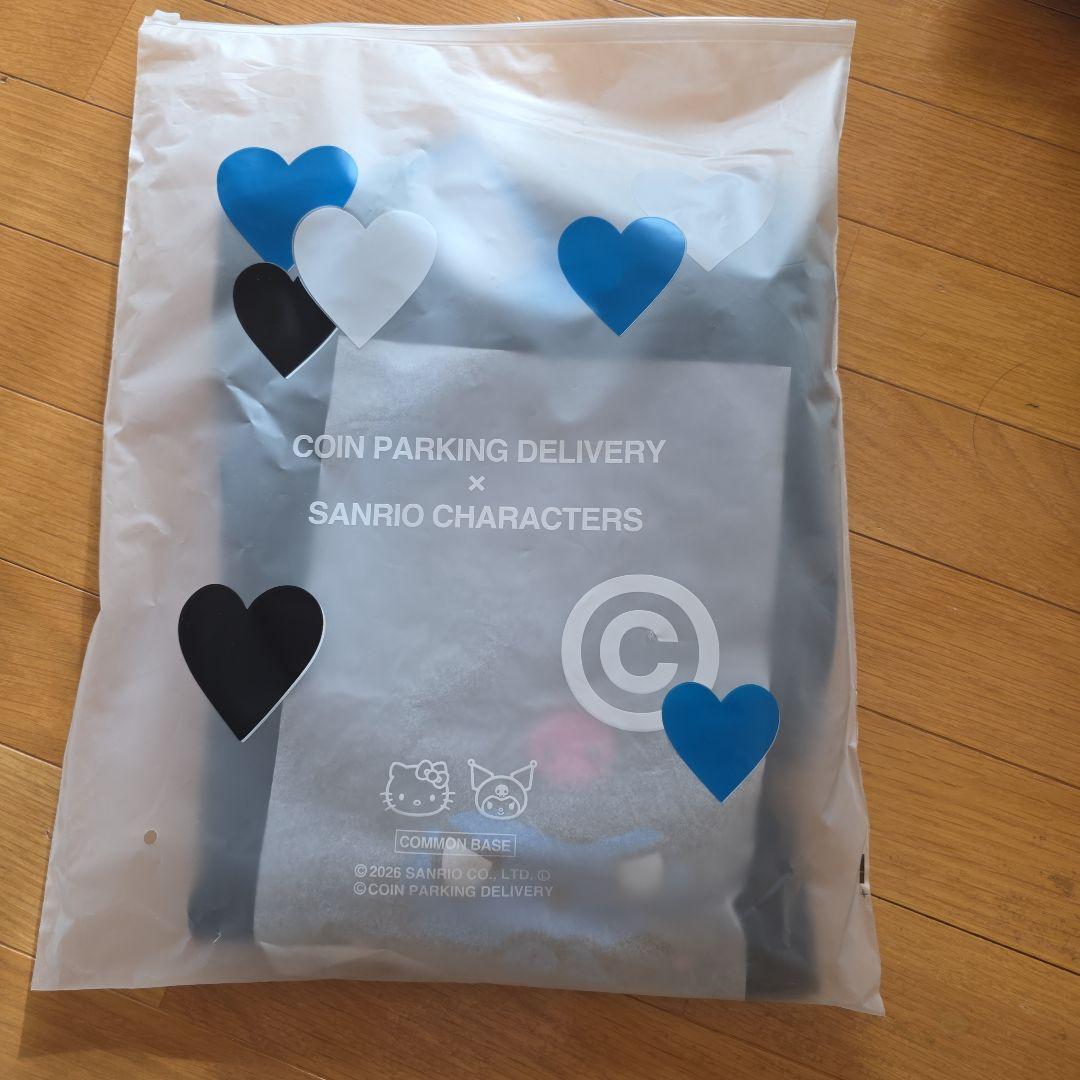 COIN PARKING DELIVERY
×
SANRIO CHARACTERS
©
COMMON BASE
©2026 SANRIO CO., LTD. Ⓛ
©COIN PARKING DELIVERY